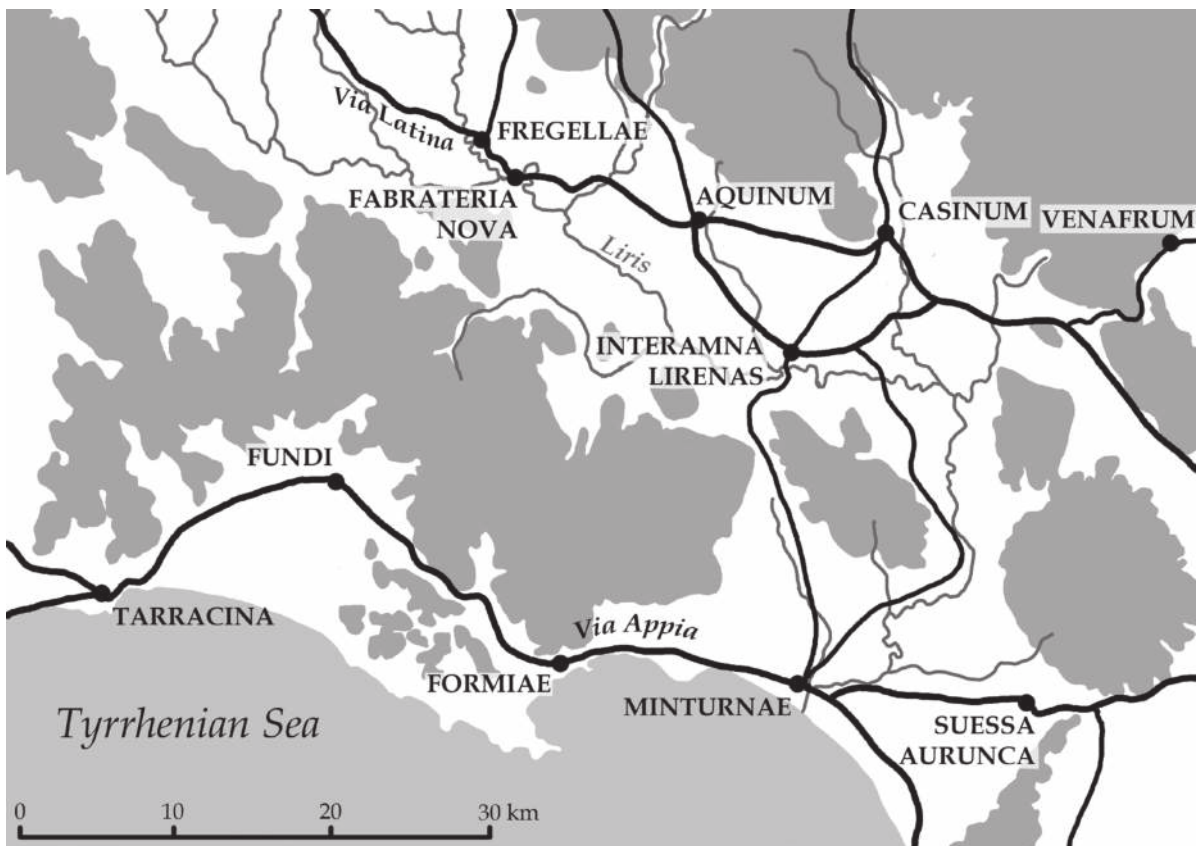 Via Latina
FREGELLAE
FABRATERIA
NOVA
AQUINUM
CASINUM
VENAFRUM
Liris
INTERAMNA
LIRENAS
FUNDI
TARRACINA
Via Appia
FORMIAE
MINTURNAE
SUESSA
AURUNCA
Tyrrhenian Sea
0 10 20 30 km